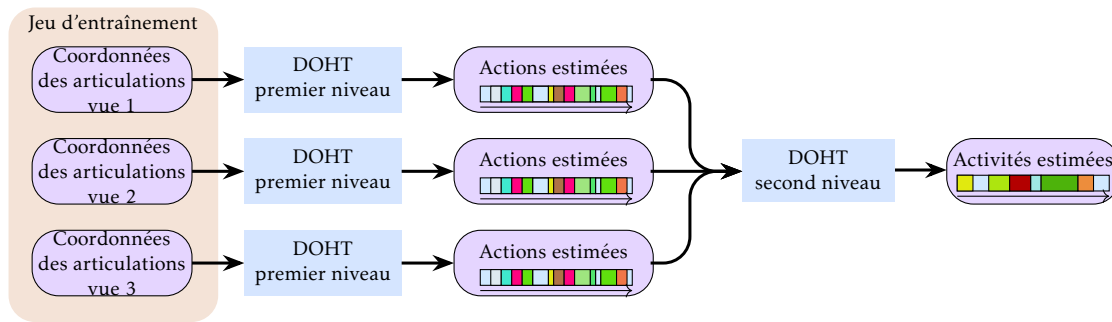 Jeu d'entraînement
Coordonnées
des articulations
vue 1
DOHT
premier niveau
Actions estimées
Coordonnées
des articulations
vue 2
DOHT
premier niveau
Actions estimées
DOHT
second niveau
Activités estimées
Coordonnées
des articulations
vue 3
DOHT
premier niveau
Actions estimées